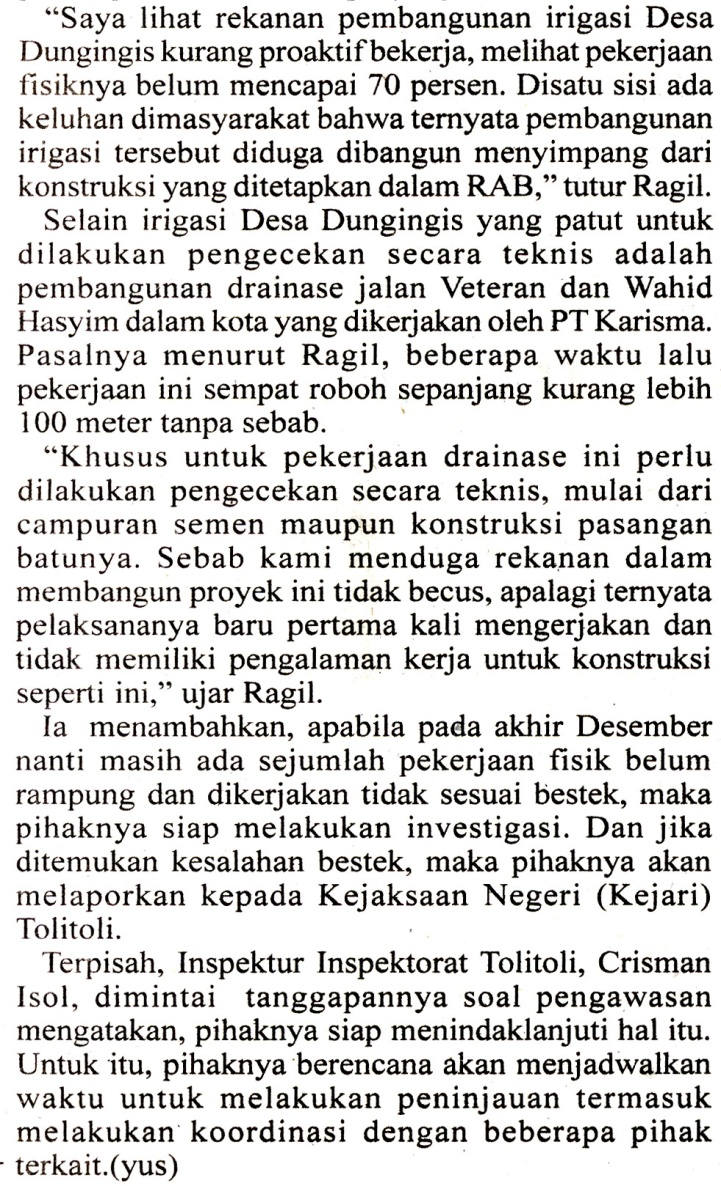 “Saya lihat rekanan pembangunan irigasi Desa
Dungingis kurang proaktif bekerja, melihat pekerjaan
fisiknya belum mencapai 70 persen. Disatu sisi ada
keluhan dimasyarakat bahwa ternyata pembangunan
irigasi tersebut diduga dibangun menyimpang dari
konstruksi yang ditetapkan dalam RAB,” tutur Ragil.
Selain irigasi Desa Dungingis yang patut untuk
dilakukan pengecekan secara teknis adalah
pembangunan drainase jalan Veteran dan Wahid
Hasyim dalam kota yang dikerjakan oleh PT Karisma.
Pasalnya menurut Ragil, beberapa waktu lalu
pekerjaan ini sempat roboh sepanjang kurang lebih
100 meter tanpa sebab.
“Khusus untuk pekerjaan drainase ini perlu
dilakukan pengecekan secara teknis, mulai dari
campuran semen maupun konstruksi pasangan
batunya. Sebab kami menduga rekanan dalam
membangun proyek ini tidak becus, apalagi ternyata
pelaksananya baru pertama kali mengerjakan dan
tidak memiliki pengalaman kerja untuk konstruksi
seperti ini,” ujar Ragil.
Ia menambahkan, apabila pada akhir Desember
nanti masih ada sejumlah pekerjaan fisik belum
rampung dan dikerjakan tidak sesuai bestek, maka
pihaknya siap melakukan investigasi. Dan jika
ditemukan kesalahan bestek, maka pihaknya akan
melaporkan kepada Kejaksaan Negeri (Kejari)
Tolitoli.
Terpisah, Inspektur Inspektorat Tolitoli, Crisman
Isol, dimintai tanggapannya soal pengawasan
mengatakan, pihaknya siap menindaklanjuti hal itu.
Untuk itu, pihaknya berencana akan menjadwalkan
waktu untuk melakukan peninjauan termasuk
melakukan koordinasi dengan beberapa pihak
terkait.(yus)